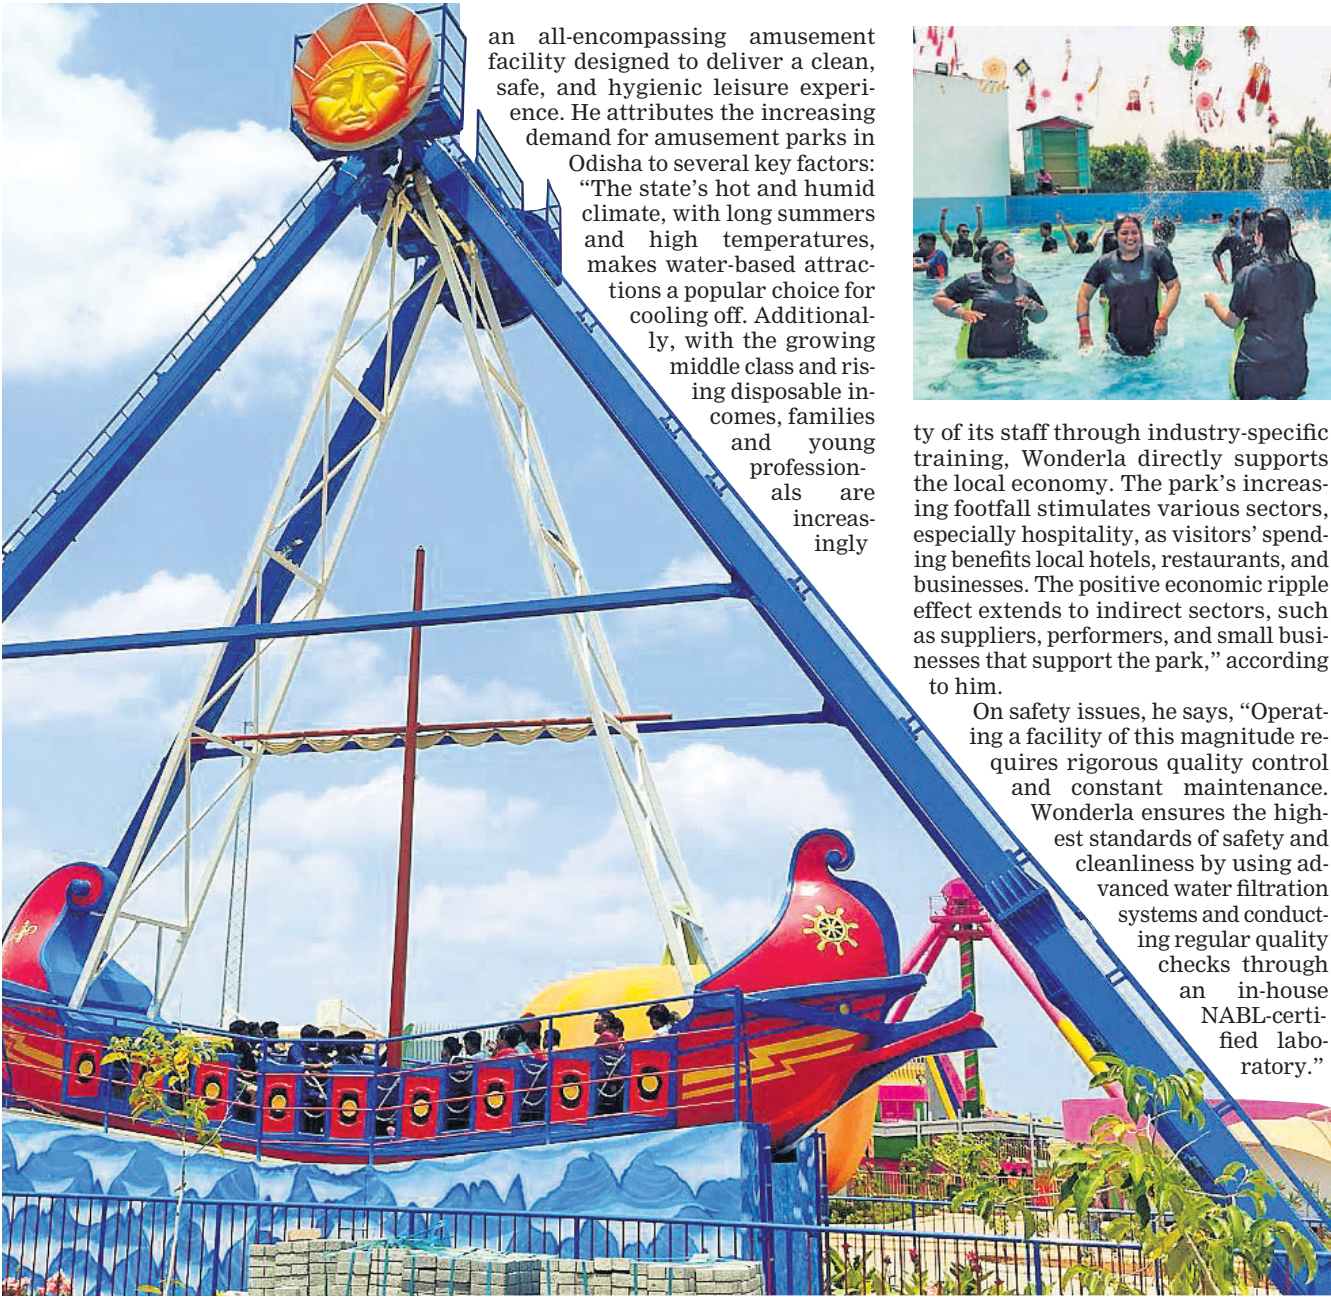 an all-encompassing amusement
facility designed to deliver a clean,
safe, and hygienic leisure experi-
ence. He attributes the increasing
demand for amusement parks in
Odisha to several key factors:
“The state’s hot and humid
climate, with long summers
and high temperatures,
makes water-based attrac-
tions a popular choice for
cooling off. Additional-
ly, with the growing
middle class and ris-
ing disposable in-
comes, families
and young
profession-
als are
increas-
ingly
ty of its staff through industry-specific
training, Wonderla directly supports
the local economy. The park’s increas-
ing footfall stimulates various sectors,
especially hospitality, as visitors’ spend-
ing benefits local hotels, restaurants, and
businesses. The positive economic ripple
effect extends to indirect sectors, such
as suppliers, performers, and small busi-
nesses that support the park,” according
to him.
On safety issues, he says, “Operat-
ing a facility of this magnitude re-
quires rigorous quality control
and constant maintenance.
Wonderla ensures the high-
est standards of safety and
cleanliness by using ad-
vanced water filtration
systems and conduct-
ing regular quality
checks through
an in-house
NABL-certi-
fied labo-
ratory.”